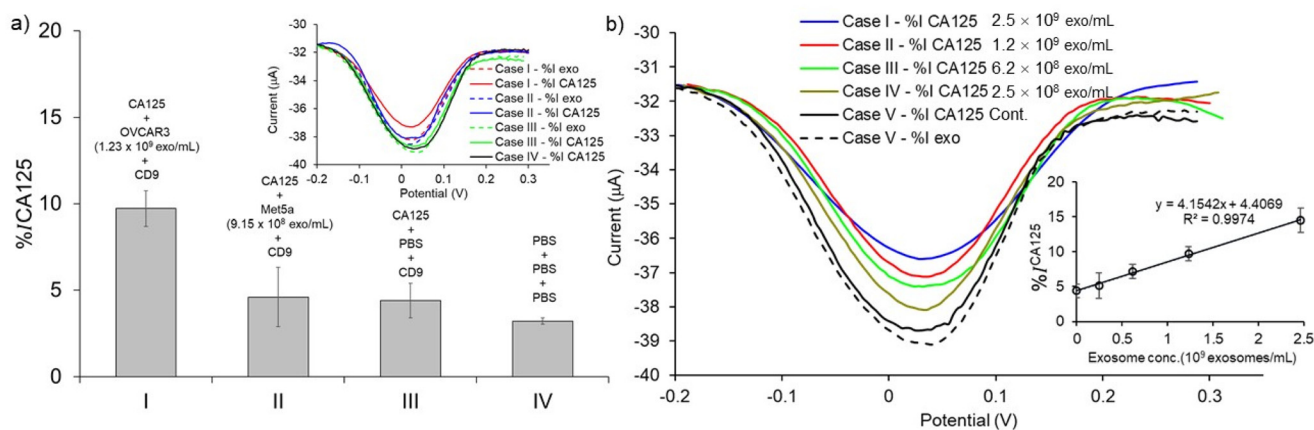 a)
%ICA125
20
15
10
5
0
CA125
+
OVCAR3
(1.23 x 10⁹ exo/mL)
+
CD9
CA125
+
Met5a
(9.15 x 10⁸ exo/mL)
+
CD9
CA125
+
PBS
+
CD9
PBS
+
PBS
+
PBS
I
II
III
IV
Current (µA)
-30
-32
-34
-36
-38
-40
-0.2
-0.1
0
0.1
0.2
0.3
Potential (V)
Case I - %I exo
Case I - %I CA125
Case II - %I exo
Case II - %I CA125
Case III - %I exo
Case III - %I CA125
Case IV - %I CA125
b)
Current (µA)
-30
-31
-32
-33
-34
-35
-36
-37
-38
-39
-40
-0.2
-0.1
0
0.1
0.2
0.3
Potential (V)
Case I - %I CA125 2.5 × 10⁹ exo/mL
Case II - %I CA125 1.2 × 10⁹ exo/mL
Case III - %I CA125 6.2 × 10⁸ exo/mL
Case IV - %I CA125 2.5 × 10⁸ exo/mL
Case V - %I CA125 Cont.
Case V - %I exo
y = 4.1542x + 4.4069
R² = 0.9974
%I^CA125
20
15
10
5
0
0
0.5
1
1.5
2
2.5
Exosome conc.(10⁹ exosomes/mL)